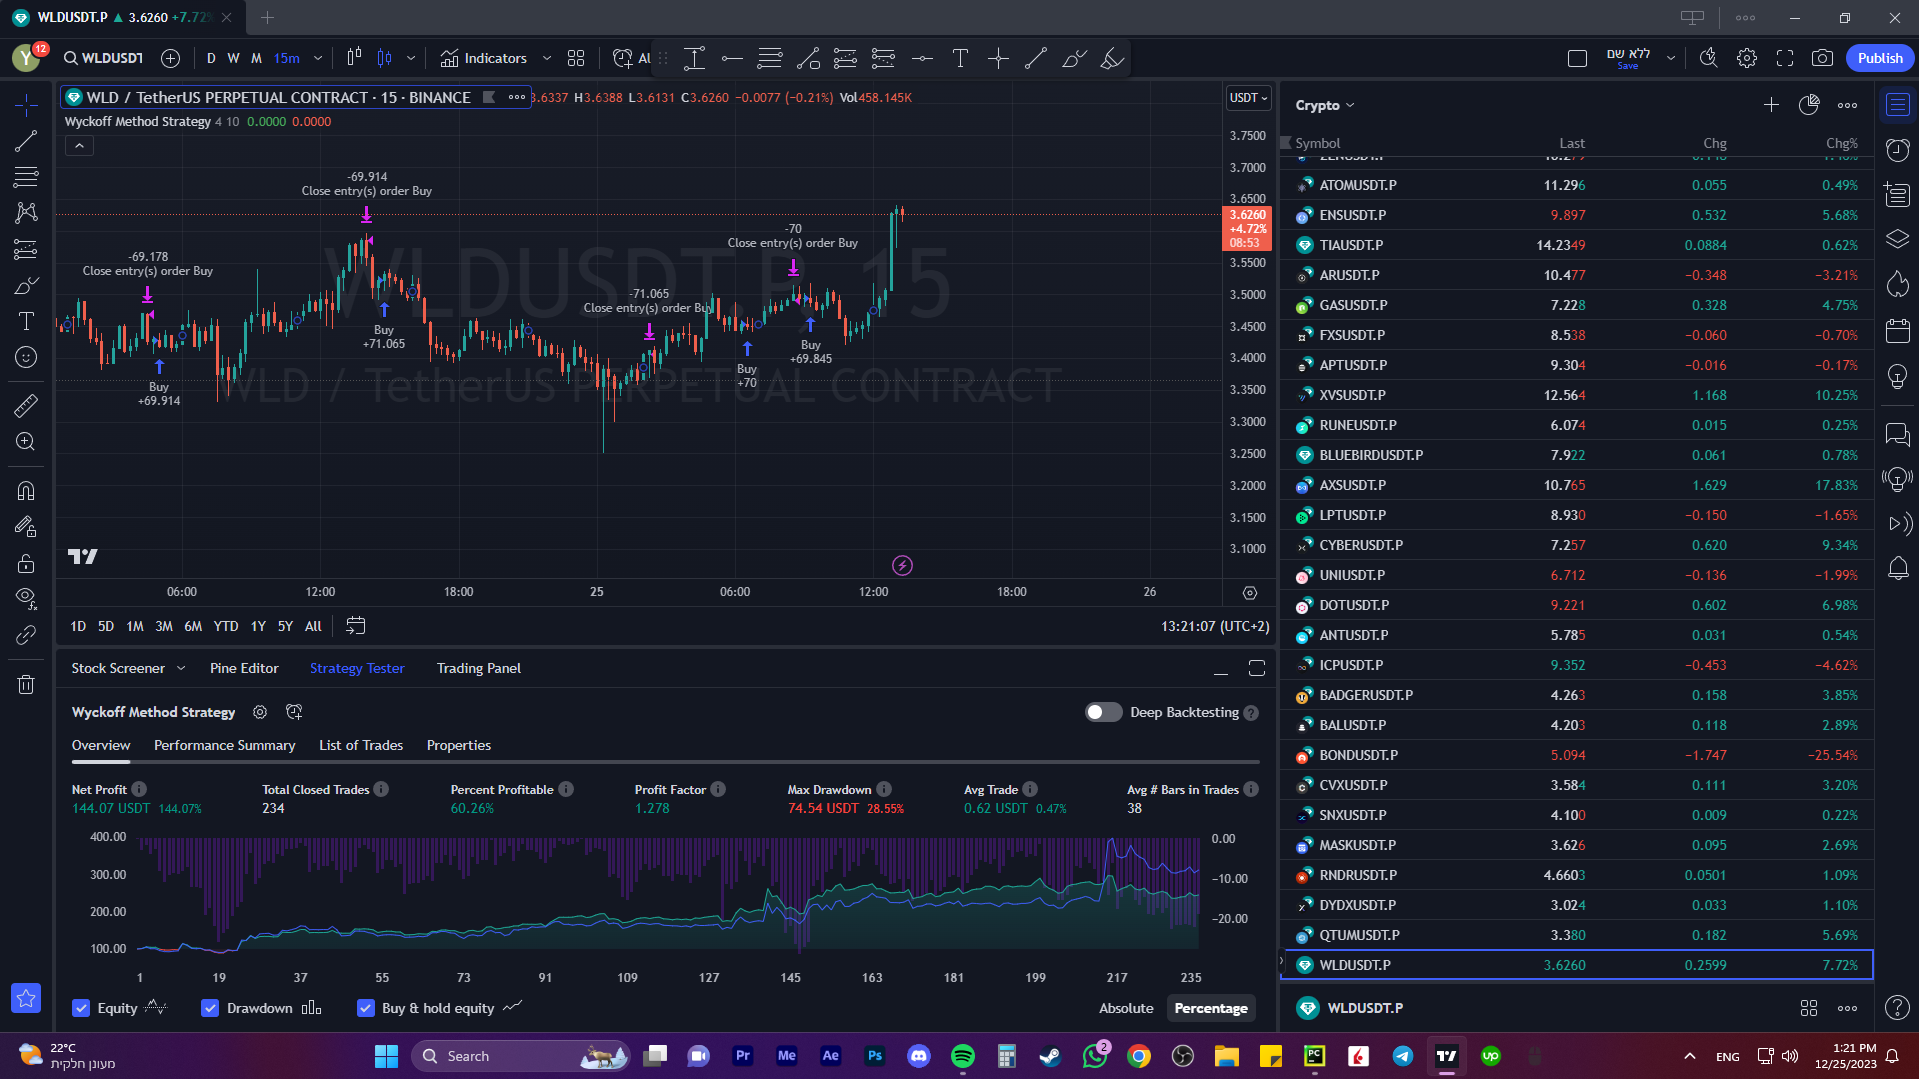 WLDUSDT.P ▲ 3.6260 +7.72%
Y 12 WLDUSDT D W M 15m Indicators Al ללא שם Save Publish
WLD / TetherUS PERPETUAL CONTRACT · 15 · BINANCE 3.6337 H3.6388 L3.6131 C3.6260 −0.0077 (−0.21%) Vol458.145K
Wyckoff Method Strategy 4 10 0.0000 0.0000
USDT
3.7500
3.7000
3.6500
3.6260
+4.72%
08:53
3.5500
3.5000
3.4500
3.4000
3.3500
3.3000
3.2500
3.2000
3.1500
3.1000
WLDUSDT.P, 15
WLD / TetherUS PERPETUAL CONTRACT
-69.178
Close entry(s) order Buy
Buy
+69.914
-69.914
Close entry(s) order Buy
Buy
+71.065
-71.065
Close entry(s) order Buy
Buy
+70
-70
Close entry(s) order Buy
Buy
+69.845
06:00 12:00 18:00 25 06:00 12:00 18:00 26
1D 5D 1M 3M 6M YTD 1Y 5Y All 13:21:07 (UTC+2)
Stock Screener Pine Editor Strategy Tester Trading Panel
Wyckoff Method Strategy Deep Backtesting
Overview Performance Summary List of Trades Properties
Net Profit Total Closed Trades Percent Profitable Profit Factor Max Drawdown Avg Trade Avg # Bars in Trades
144.07 USDT 144.07% 234 60.26% 1.278 74.54 USDT 28.55% 0.62 USDT 0.47% 38
400.00 0.00
300.00 −10.00
200.00 −20.00
100.00
1 19 37 55 73 91 109 127 145 163 181 199 217 235
Equity Drawdown Buy & hold equity Absolute Percentage
Crypto
Symbol Last Chg Chg%
ATOMUSDT.P 11.296 0.055 0.49%
ENSUSDT.P 9.897 0.532 5.68%
TIAUSDT.P 14.2349 0.0884 0.62%
ARUSDT.P 10.477 −0.348 −3.21%
GASUSDT.P 7.228 0.328 4.75%
FXSUSDT.P 8.538 −0.060 −0.70%
APTUSDT.P 9.304 −0.016 −0.17%
XVSUSDT.P 12.564 1.168 10.25%
RUNEUSDT.P 6.074 0.015 0.25%
BLUEBIRDUSDT.P 7.922 0.061 0.78%
AXSUSDT.P 10.765 1.629 17.83%
LPTUSDT.P 8.930 −0.150 −1.65%
CYBERUSDT.P 7.257 0.620 9.34%
UNIUSDT.P 6.712 −0.136 −1.99%
DOTUSDT.P 9.221 0.602 6.98%
ANTUSDT.P 5.785 0.031 0.54%
ICPUSDT.P 9.352 −0.453 −4.62%
BADGERUSDT.P 4.263 0.158 3.85%
BALUSDT.P 4.203 0.118 2.89%
BONDUSDT.P 5.094 −1.747 −25.54%
CVXUSDT.P 3.584 0.111 3.20%
SNXUSDT.P 4.100 0.009 0.22%
MASKUSDT.P 3.626 0.095 2.69%
RNDRUSDT.P 4.6603 0.0501 1.09%
DYDXUSDT.P 3.024 0.033 1.10%
QTUMUSDT.P 3.380 0.182 5.69%
WLDUSDT.P 3.6260 0.2599 7.72%
WLDUSDT.P
22°C
מעונן חלקית
Search Pr Me Ae Ps 2 PC up ENG
1:21 PM
12/25/2023